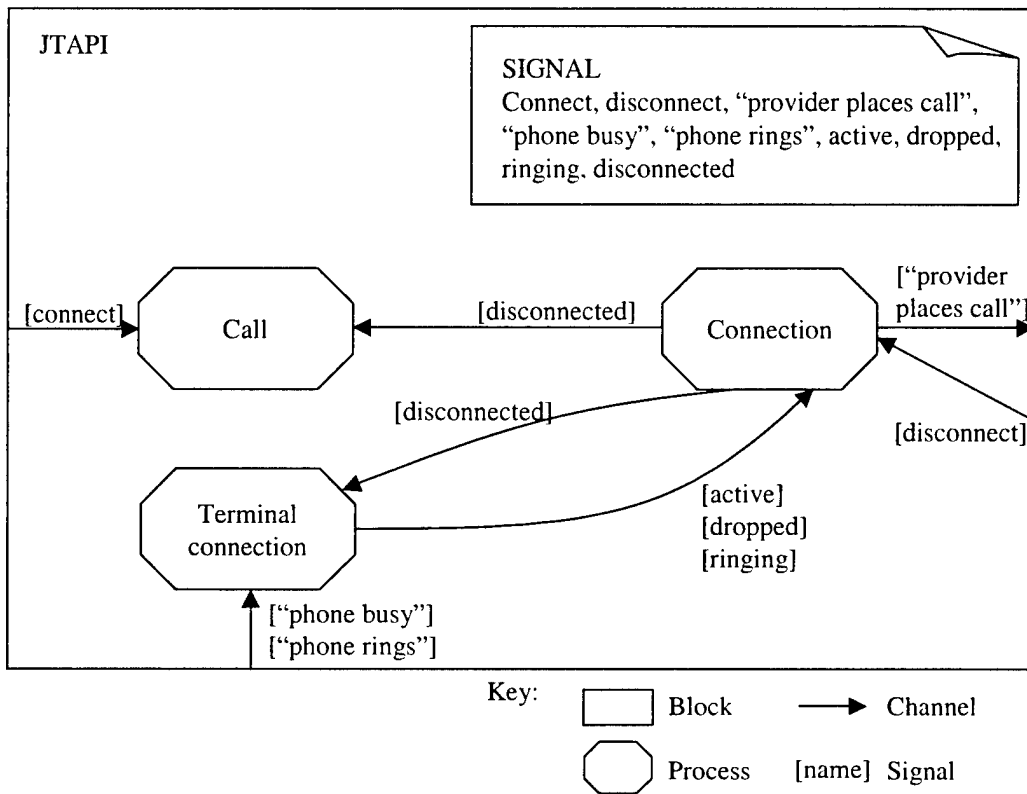 JTAPI
SIGNAL
Connect, disconnect, “provider places call”,
“phone busy”, “phone rings”, active, dropped,
ringing, disconnected
[connect]
Call
[disconnected]
Connection
[“provider
places call”]
[disconnected]
[disconnect]
Terminal
connection
[active]
[dropped]
[ringing]
[“phone busy”]
[“phone rings”]
Key:
Block
Channel
Process
[name]
Signal